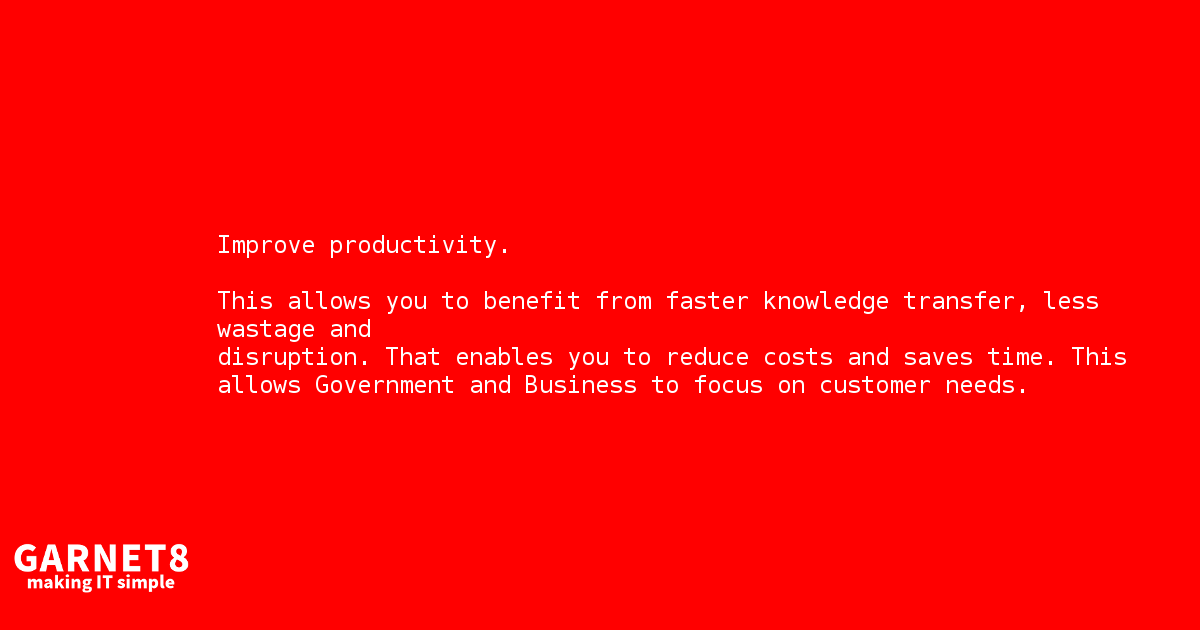 Improve productivity.
This allows you to benefit from faster knowledge transfer, less
wastage and
disruption. That enables you to reduce costs and saves time. This
allows Government and Business to focus on customer needs.
GARNET8
making IT simple